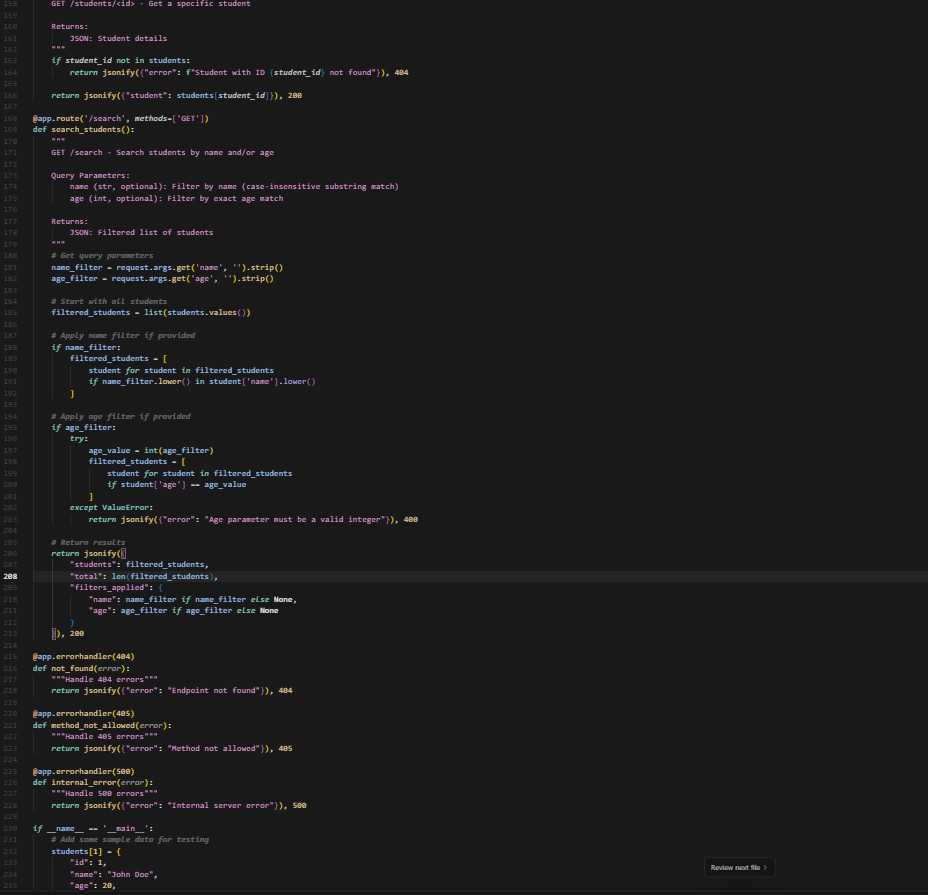 158 GET /students/<id> - Get a specific student
159
160 Returns:
161 JSON: Student details
162 """
163 if student_id not in students:
164 return jsonify({"error": f"Student with ID {student_id} not found"}), 404
165
166 return jsonify({"student": students[student_id]}), 200
167
168 @app.route('/search', methods=['GET'])
169 def search_students():
170 """
171 GET /search - Search students by name and/or age
172
173 Query Parameters:
174 name (str, optional): Filter by name (case-insensitive substring match)
175 age (int, optional): Filter by exact age match
176
177 Returns:
178 JSON: Filtered list of students
179 """
180 # Get query parameters
181 name_filter = request.args.get('name', '').strip()
182 age_filter = request.args.get('age', '').strip()
183
184 # Start with all students
185 filtered_students = list(students.values())
186
187 # Apply name filter if provided
188 if name_filter:
189 filtered_students = [
190 student for student in filtered_students
191 if name_filter.lower() in student['name'].lower()
192 ]
193
194 # Apply age filter if provided
195 if age_filter:
196 try:
197 age_value = int(age_filter)
198 filtered_students = [
199 student for student in filtered_students
200 if student['age'] == age_value
201 ]
202 except ValueError:
203 return jsonify({"error": "Age parameter must be a valid integer"}), 400
204
205 # Return results
206 return jsonify({
207 "students": filtered_students,
208 "total": len(filtered_students),
209 "filters_applied": {
210 "name": name_filter if name_filter else None,
211 "age": age_filter if age_filter else None
212 }
213 }), 200
214
215 @app.errorhandler(404)
216 def not_found(error):
217 """Handle 404 errors"""
218 return jsonify({"error": "Endpoint not found"}), 404
219
220 @app.errorhandler(405)
221 def method_not_allowed(error):
222 """Handle 405 errors"""
223 return jsonify({"error": "Method not allowed"}), 405
224
225 @app.errorhandler(500)
226 def internal_error(error):
227 """Handle 500 errors"""
228 return jsonify({"error": "Internal server error"}), 500
229
230 if __name__ == '__main__':
231 # Add some sample data for testing
232 students[1] = {
233 "id": 1,
234 "name": "John Doe",
235 "age": 20,
Review next file >